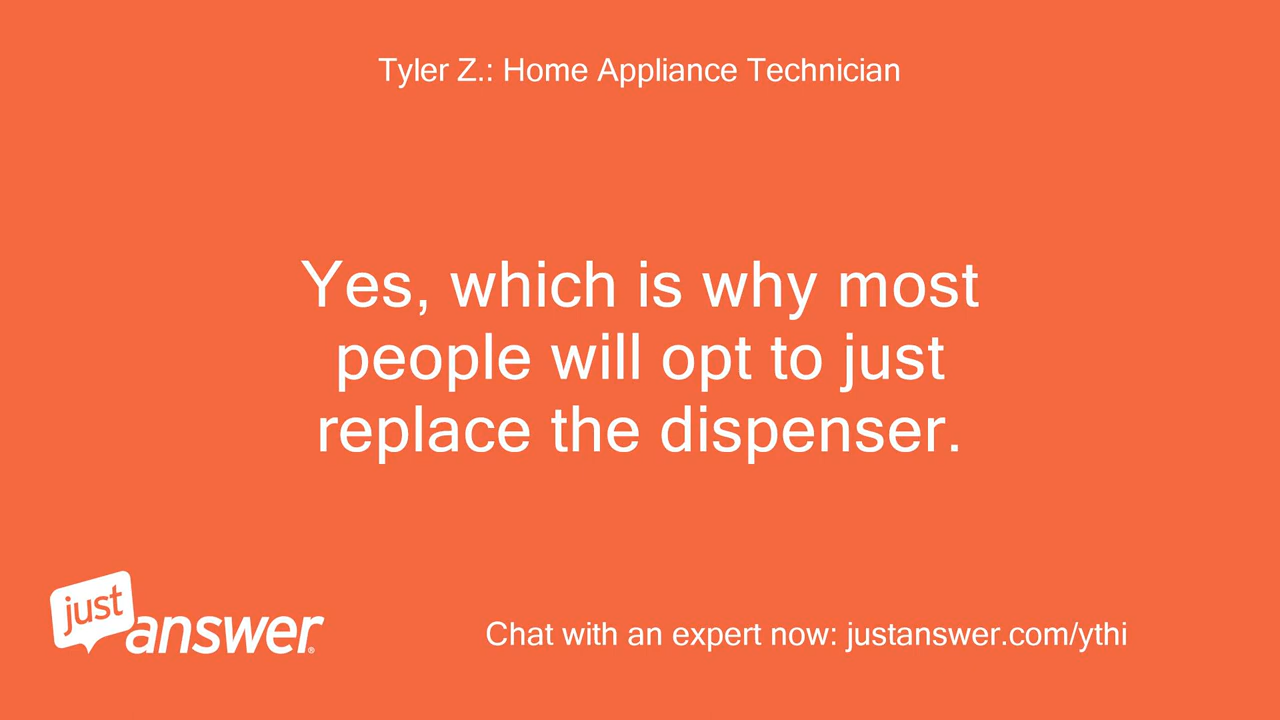 Tyler Z.: Home Appliance Technician
Yes, which is why most
people will opt to just
replace the dispenser.
just
answer®
Chat with an expert now: justanswer.com/ythi